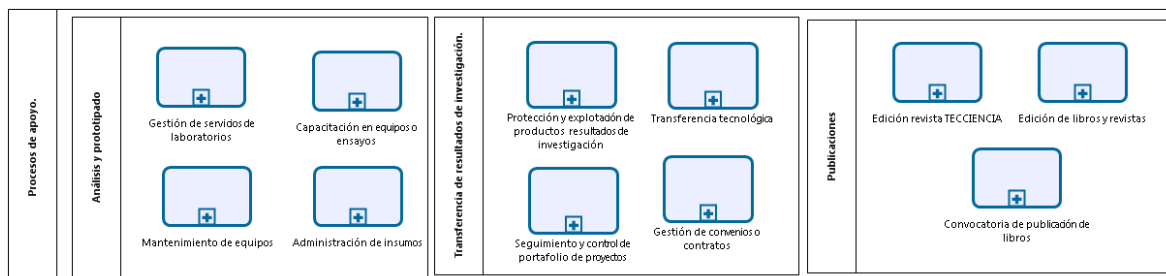 Procesos de apoyo.
Análisis y prototipado
Gestión de servicios de
laboratorios
Capacitación en equipos o
ensayos
Mantenimiento de equipos
Administración de insumos
Transferencia de resultados de investigación.
Protección y explotación de
productos resultados de
investigación
Transferencia tecnológica
Seguimiento y control de
portafolio de proyectos
Gestión de convenios o
contratos
Publicaciones
Edición revista TECCIENCIA
Edición de libros y revistas
Convocatoria de publicación de
libros